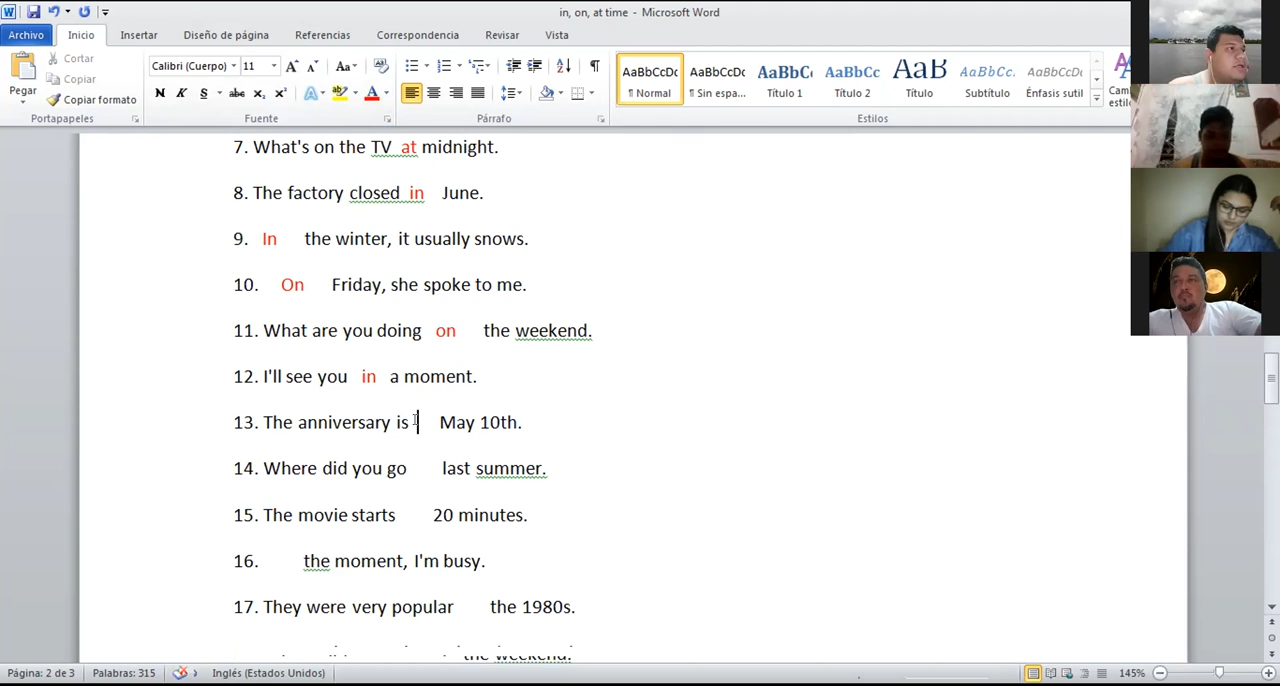 in, on, at time - Microsoft Word
Archivo Inicio Insertar Diseño de página Referencias Correspondencia Revisar Vista
Pegar
Cortar
Copiar
Copiar formato
Portapapeles
Calibri (Cuerpo) 11
Fuente
Párrafo
AaBbCcDc ¶ Normal
AaBbCcDc ¶ Sin espa...
AaBbC Título 1
AaBbCc Título 2
AaB Título
AaBbCc. Subtítulo
AaBbCcDc Énfasis sutil
Estilos
7. What's on the TV at midnight.
8. The factory closed in June.
9. In the winter, it usually snows.
10. On Friday, she spoke to me.
11. What are you doing on the weekend.
12. I'll see you in a moment.
13. The anniversary is May 10th.
14. Where did you go last summer.
15. The movie starts 20 minutes.
16. the moment, I'm busy.
17. They were very popular the 1980s.
the weekend.
Página: 2 de 3 Palabras: 315 Inglés (Estados Unidos) 145%